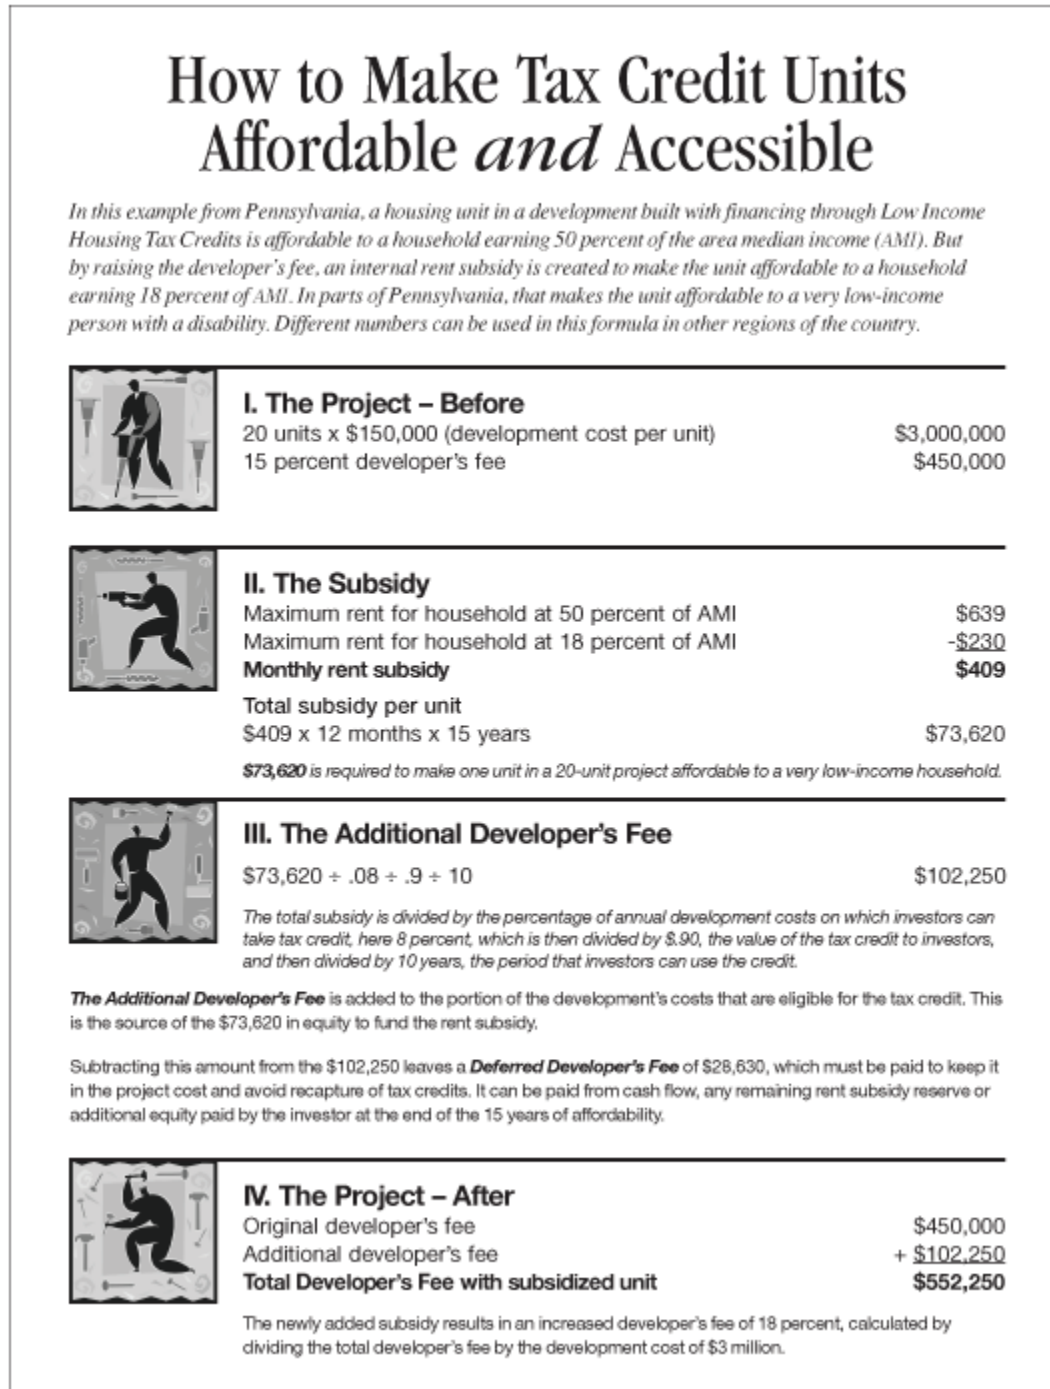 How to Make Tax Credit Units
Affordable and Accessible
In this example from Pennsylvania, a housing unit in a development built with financing through Low Income
Housing Tax Credits is affordable to a household earning 50 percent of the area median income (AMI). But
by raising the developer's fee, an internal rent subsidy is created to make the unit affordable to a household
earning 18 percent of AMI. In parts of Pennsylvania, that makes the unit affordable to a very low-income
person with a disability. Different numbers can be used in this formula in other regions of the country.
I. The Project – Before
20 units x $150,000 (development cost per unit) $3,000,000
15 percent developer's fee $450,000
II. The Subsidy
Maximum rent for household at 50 percent of AMI $639
Maximum rent for household at 18 percent of AMI -$230
Monthly rent subsidy $409
Total subsidy per unit
$409 x 12 months x 15 years $73,620
$73,620 is required to make one unit in a 20-unit project affordable to a very low-income household.
III. The Additional Developer's Fee
$73,620 ÷ .08 ÷ .9 ÷ 10 $102,250
The total subsidy is divided by the percentage of annual development costs on which investors can
take tax credit, here 8 percent, which is then divided by $.90, the value of the tax credit to investors,
and then divided by 10 years, the period that investors can use the credit.
The Additional Developer's Fee is added to the portion of the development's costs that are eligible for the tax credit. This
is the source of the $73,620 in equity to fund the rent subsidy.
Subtracting this amount from the $102,250 leaves a Deferred Developer's Fee of $28,630, which must be paid to keep it
in the project cost and avoid recapture of tax credits. It can be paid from cash flow, any remaining rent subsidy reserve or
additional equity paid by the investor at the end of the 15 years of affordability.
IV. The Project – After
Original developer's fee $450,000
Additional developer's fee + $102,250
Total Developer's Fee with subsidized unit $552,250
The newly added subsidy results in an increased developer's fee of 18 percent, calculated by
dividing the total developer's fee by the development cost of $3 million.